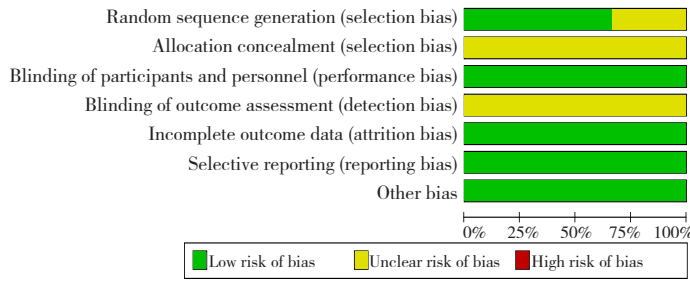 Random sequence generation (selection bias)
Allocation concealment (selection bias)
Blinding of participants and personnel (performance bias)
Blinding of outcome assessment (detection bias)
Incomplete outcome data (attrition bias)
Selective reporting (reporting bias)
Other bias
0% 25% 50% 75% 100%
Low risk of bias Unclear risk of bias High risk of bias